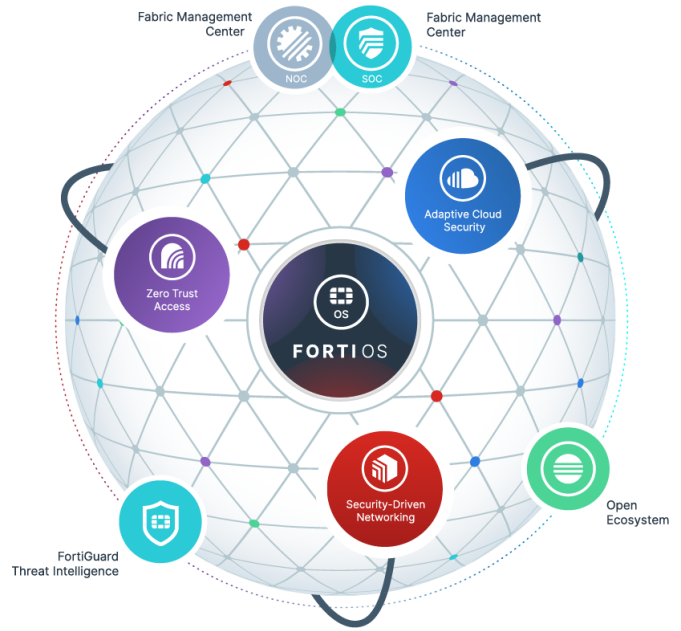 Fabric Management
Center
Fabric Management
Center
NOC
SOC
Adaptive Cloud
Security
Zero Trust
Access
OS
FORTIOS
Security-Driven
Networking
Open
Ecosystem
FortiGuard
Threat Intelligence